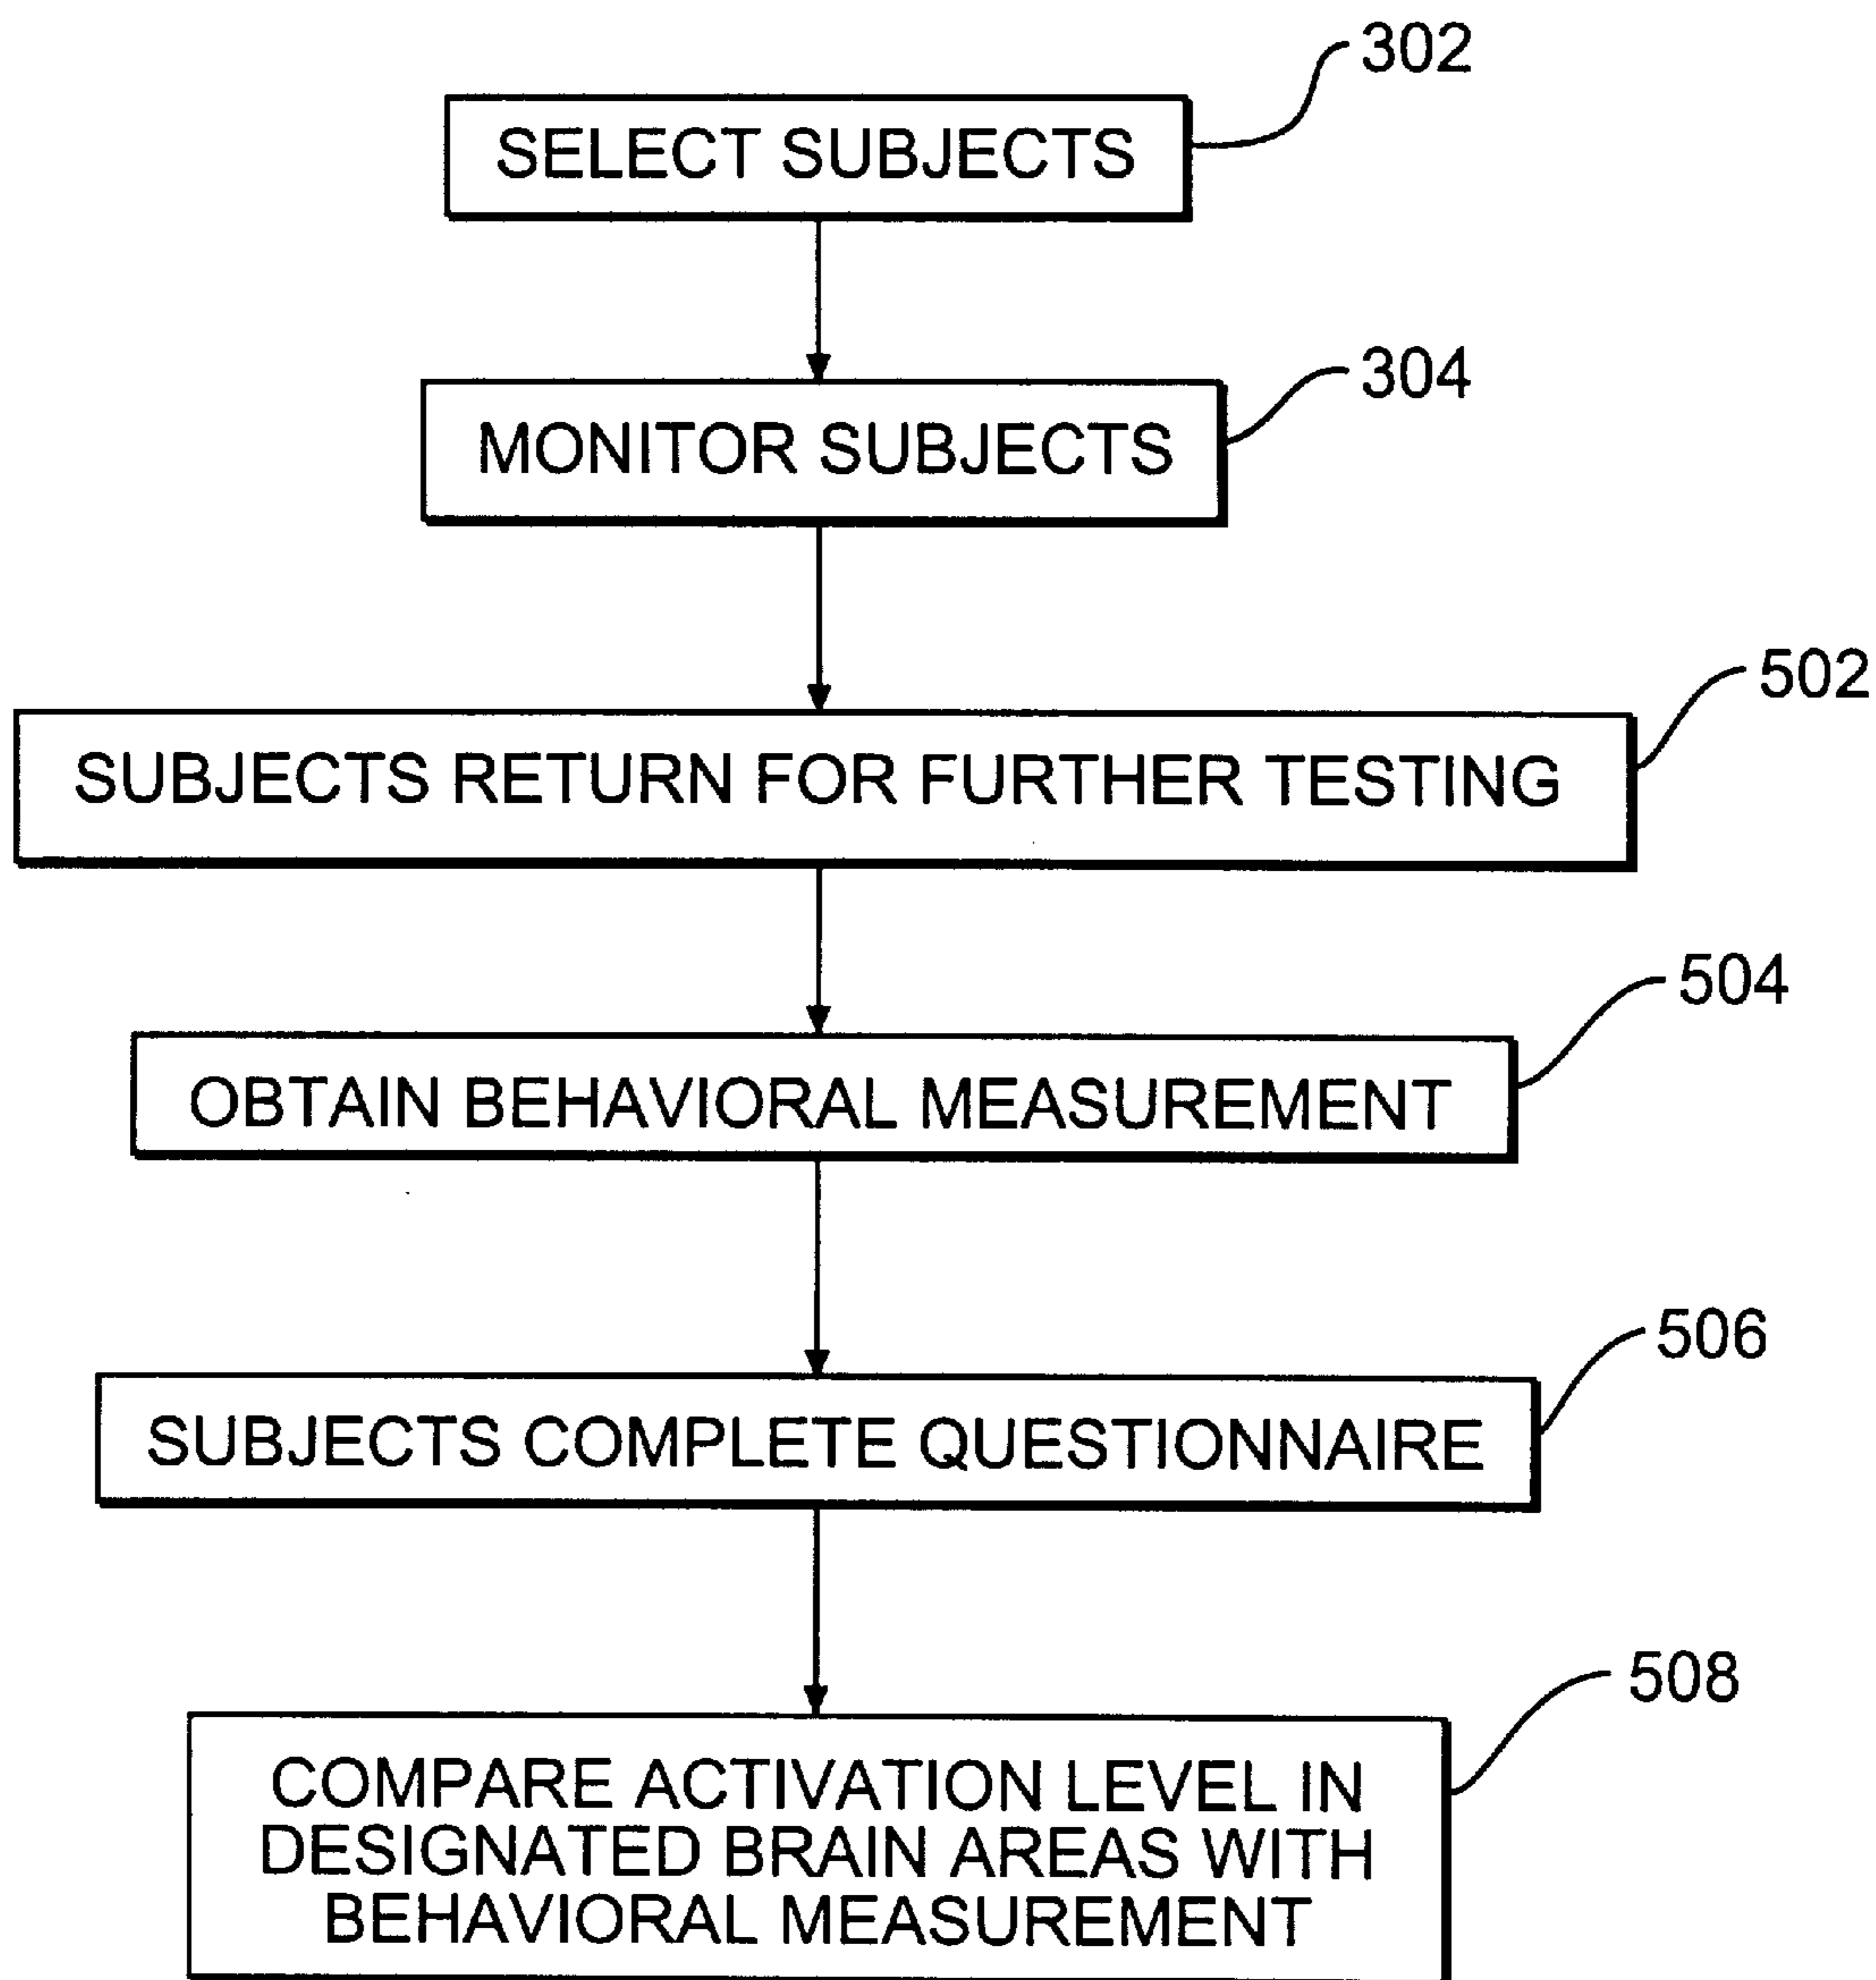 302
SELECT SUBJECTS
304
MONITOR SUBJECTS
502
SUBJECTS RETURN FOR FURTHER TESTING
504
OBTAIN BEHAVIORAL MEASUREMENT
506
SUBJECTS COMPLETE QUESTIONNAIRE
508
COMPARE ACTIVATION LEVEL IN
DESIGNATED BRAIN AREAS WITH
BEHAVIORAL MEASUREMENT